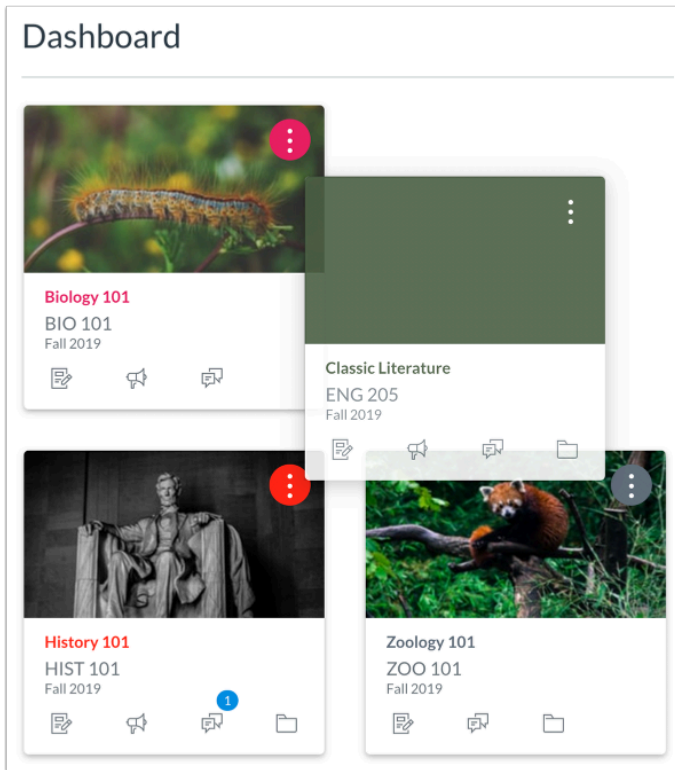 Dashboard
Biology 101
BIO 101
Fall 2019
Classic Literature
ENG 205
Fall 2019
History 101
HIST 101
Fall 2019
1
Zoology 101
ZOO 101
Fall 2019